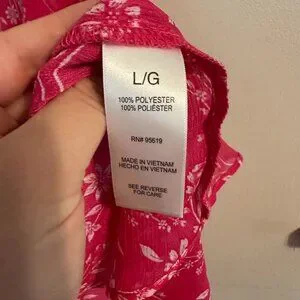 L/G
100% POLYESTER
100% POLIÉSTER
RN# 95619
MADE IN VIETNAM
HECHO EN VIETNAM
SEE REVERSE
FOR CARE